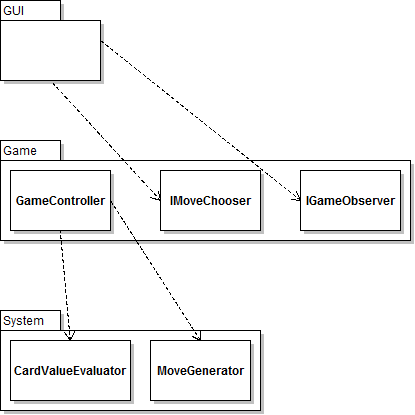 GUI
Game
GameController
IMoveChooser
IGameObserver
System
CardValueEvaluator
MoveGenerator